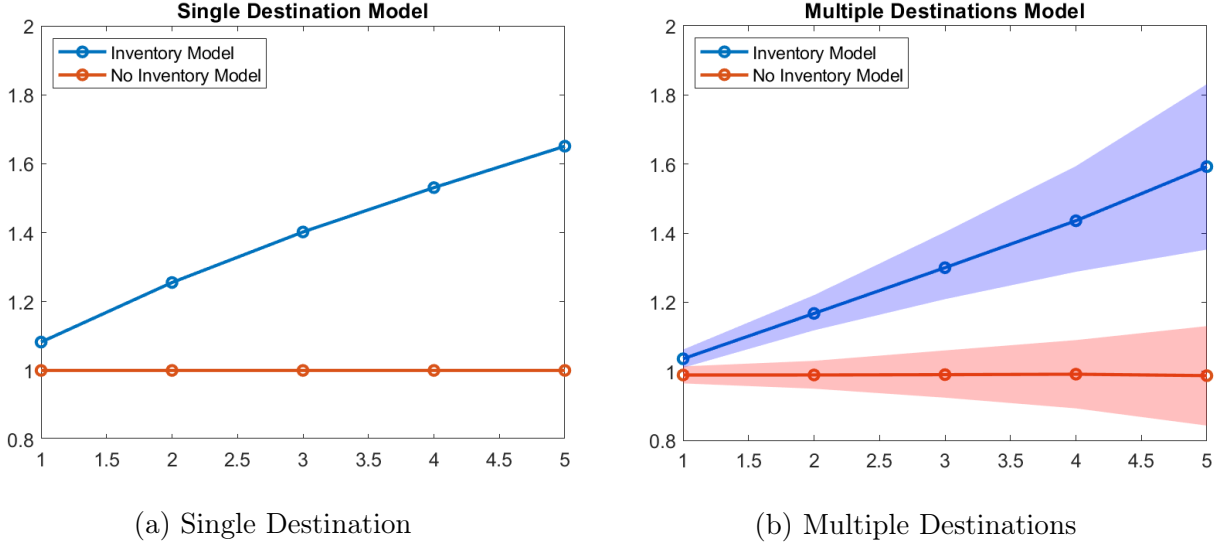 Single Destination Model
2
1.8
1.6
1.4
1.2
1
0.8
1 1.5 2 2.5 3 3.5 4 4.5 5
Inventory Model
No Inventory Model
(a) Single Destination
Multiple Destinations Model
2
1.8
1.6
1.4
1.2
1
0.8
1 1.5 2 2.5 3 3.5 4 4.5 5
Inventory Model
No Inventory Model
(b) Multiple Destinations